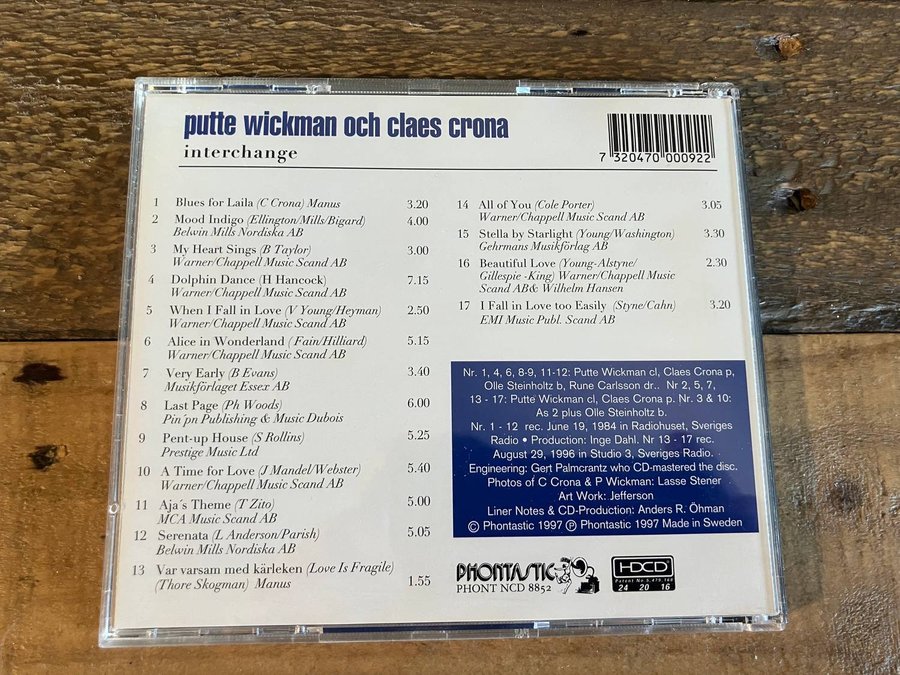 putte wickman och claes crona
interchange
7 320470 000922
1 Blues for Laila (C Crona) Manus 3.20
2 Mood Indigo (Ellington/Mills/Bigard) 4.00
Belwin Mills Nordiska AB
3 My Heart Sings (B Taylor) 3.00
Warner/Chappell Music Scand AB
4 Dolphin Dance (H Hancock) 7.15
Warner/Chappell Music Scand AB
5 When I Fall in Love (V Young/Heyman) 2.50
Warner/Chappell Music Scand AB
6 Alice in Wonderland ( Fain/Hilliard) 5.15
Warner/Chappell Music Scand AB
7 Very Early (B Evans) 3.40
Musikförlaget Essex AB
8 Last Page (Ph Woods) 6.00
Pin´pn Publishing & Music Dubois
9 Pent-up House (S Rollins) 5.25
Prestige Music Ltd
10 A Time for Love (J Mandel/Webster) 5.40
Warner/Chappell Music Scand AB
11 Aja´s Theme (T Zito) 5.00
MCA Music Scand AB
12 Serenata (L Anderson/Parish) 5.05
Belwin Mills Nordiska AB
13 Var varsam med kärleken (Love Is Fragile)
(Thore Skogman) Manus 1.55
14 All of You (Cole Porter) 3.05
Warner/Chappell Music Scand AB
15 Stella by Starlight (Young/Washington) 3.30
Gehrmans Musikförlag AB
16 Beautiful Love (Young-Alstyne/ 2.30
Gillespie -King) Warner/Chappell Music
Scand AB& Wilhelm Hansen
17 I Fall in Love too Easily (Styne/Cahn) 3.20
EMI Music Publ. Scand AB
Nr. 1, 4, 6, 8-9, 11-12: Putte Wickman cl, Claes Crona p,
Olle Steinholtz b, Rune Carlsson dr.. Nr 2, 5, 7,
13 - 17: Putte Wickman cl, Claes Crona p. Nr. 3 & 10:
As 2 plus Olle Steinholtz b.
Nr. 1 - 12 rec. June 19, 1984 in Radiohuset, Sveriges
Radio • Production: Inge Dahl. Nr 13 - 17 rec.
August 29, 1996 in Studio 3, Sveriges Radio.
Engineering: Gert Palmcrantz who CD-mastered the disc.
Photos of C Crona & P Wickman: Lasse Stener
Art Work: Jefferson
Liner Notes & CD-Production: Anders R. Öhman
© Phontastic 1997 ℗ Phontastic 1997 Made in Sweden
PHONTASTIC
PHONT NCD 8852
HDCD
Patent No 5,479,168
24 20 16